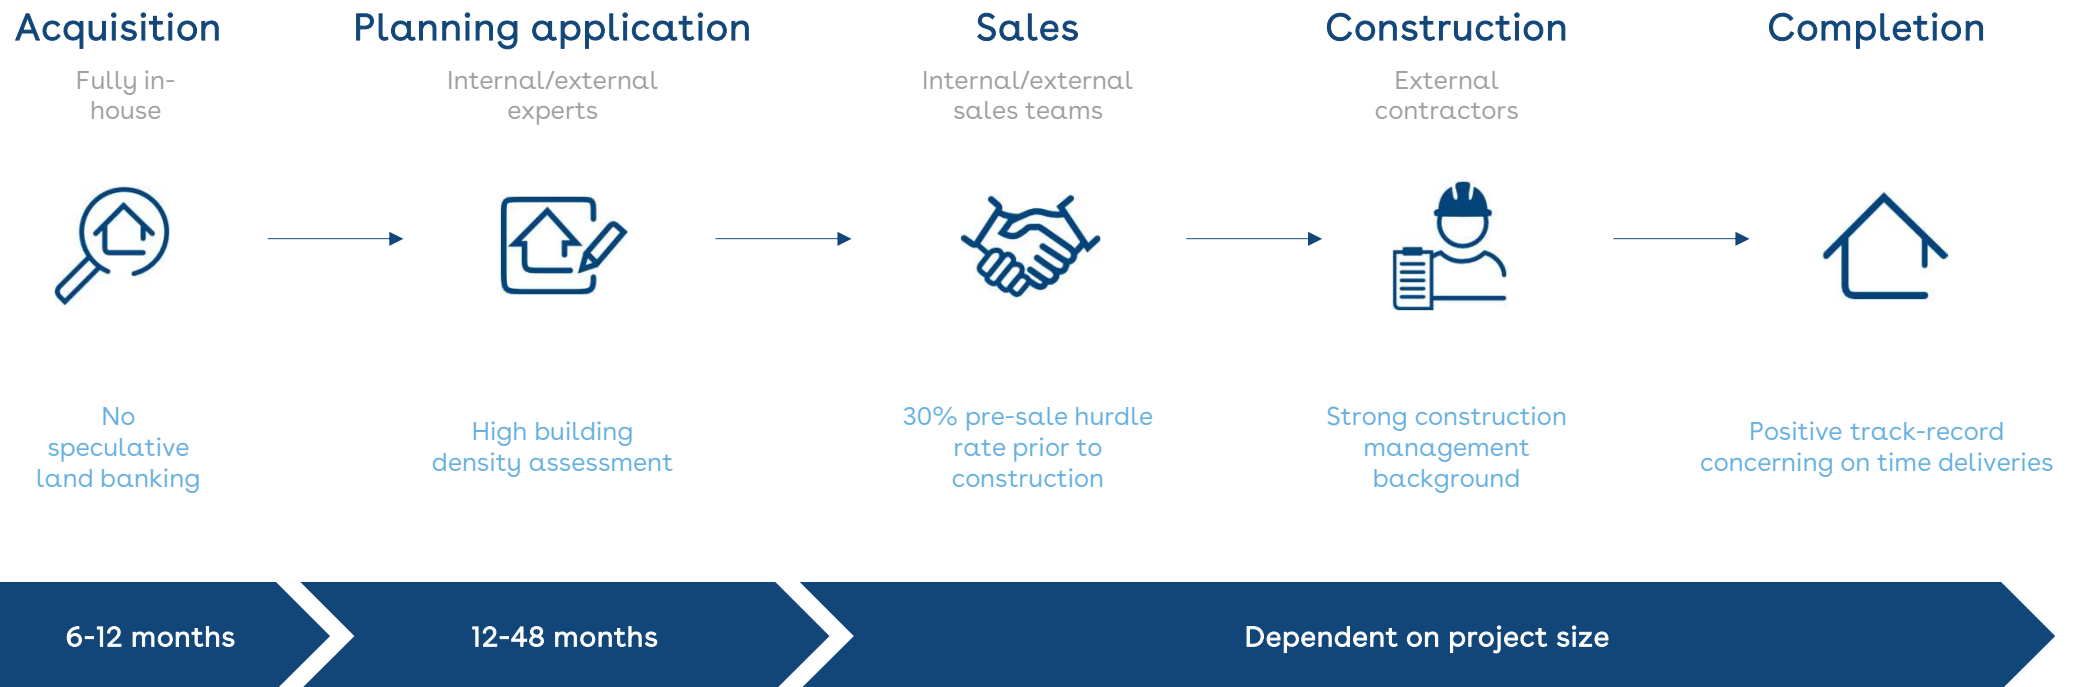 Acquisition
Fully in-
house
Planning application
Internal/external
experts
Sales
Internal/external
sales teams
Construction
External
contractors
Completion
No
speculative
land banking
High building
density assessment
30% pre-sale hurdle
rate prior to
construction
Strong construction
management
background
Positive track-record
concerning on time deliveries
6-12 months
12-48 months
Dependent on project size